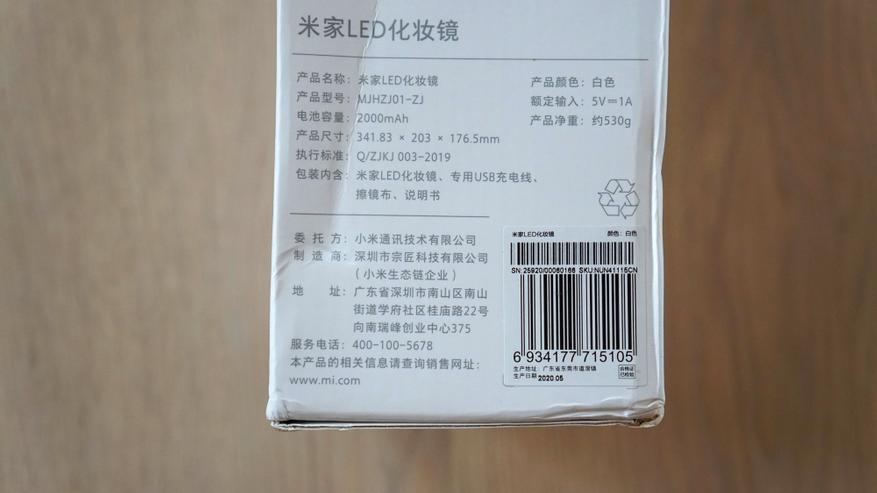 米家LED化妆镜
产品名称: 米家LED化妆镜
产品颜色: 白色
产品型号: MJHZJ01-ZJ
额定输入: 5V⎓1A
电池容量: 2000mAh
产品净重: 约530g
产品尺寸: 341.83 × 203 × 176.5mm
执行标准: Q/ZJKJ 003-2019
包装内含: 米家LED化妆镜、专用USB充电线、
擦镜布、说明书
委 托 方: 小米通讯技术有限公司
制 造 商: 深圳市宗匠科技有限公司
(小米生态链企业)
地 址: 广东省深圳市南山区南山
街道学府社区桂庙路22号
向南瑞峰创业中心375
服务电话: 400-100-5678
本产品的相关信息请查询销售网址:
www.mi.com
米家LED化妆镜 颜色: 白色
SN:25920/00060166 SKU:NUN41115CN
6 934177 715105
生产地址: 广东省东莞市道滘镇
生产日期 2020.05
合格证
已检验